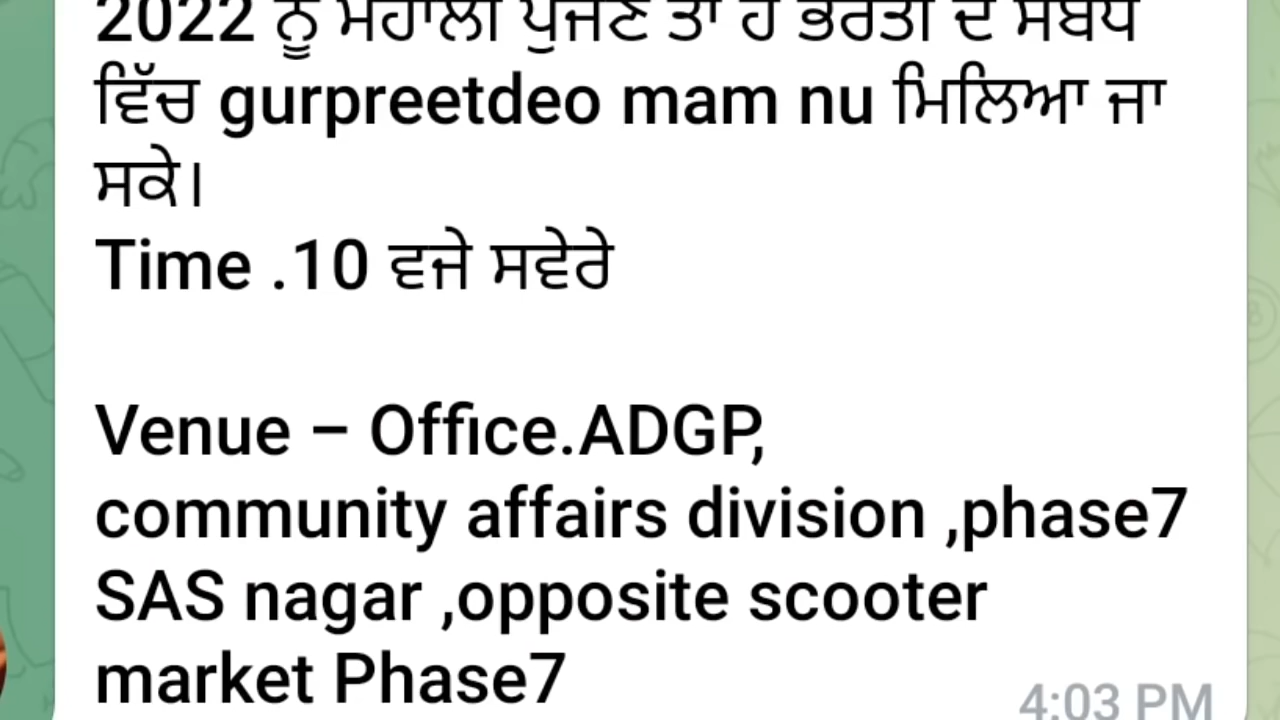 2022 ਨੂੰ ਮੋਹਾਲੀ ਪੁੱਜਣ ਤਾਂ ਹੋ ਭਰਤੀ ਦੇ ਸਬੰਧ
ਵਿੱਚ gurpreetdeo mam nu ਮਿਲਿਆ ਜਾ
ਸਕੇ।
Time .10 ਵਜੇ ਸਵੇਰੇ
Venue – Office.ADGP,
community affairs division ,phase7
SAS nagar ,opposite scooter
market Phase7
4:03 PM